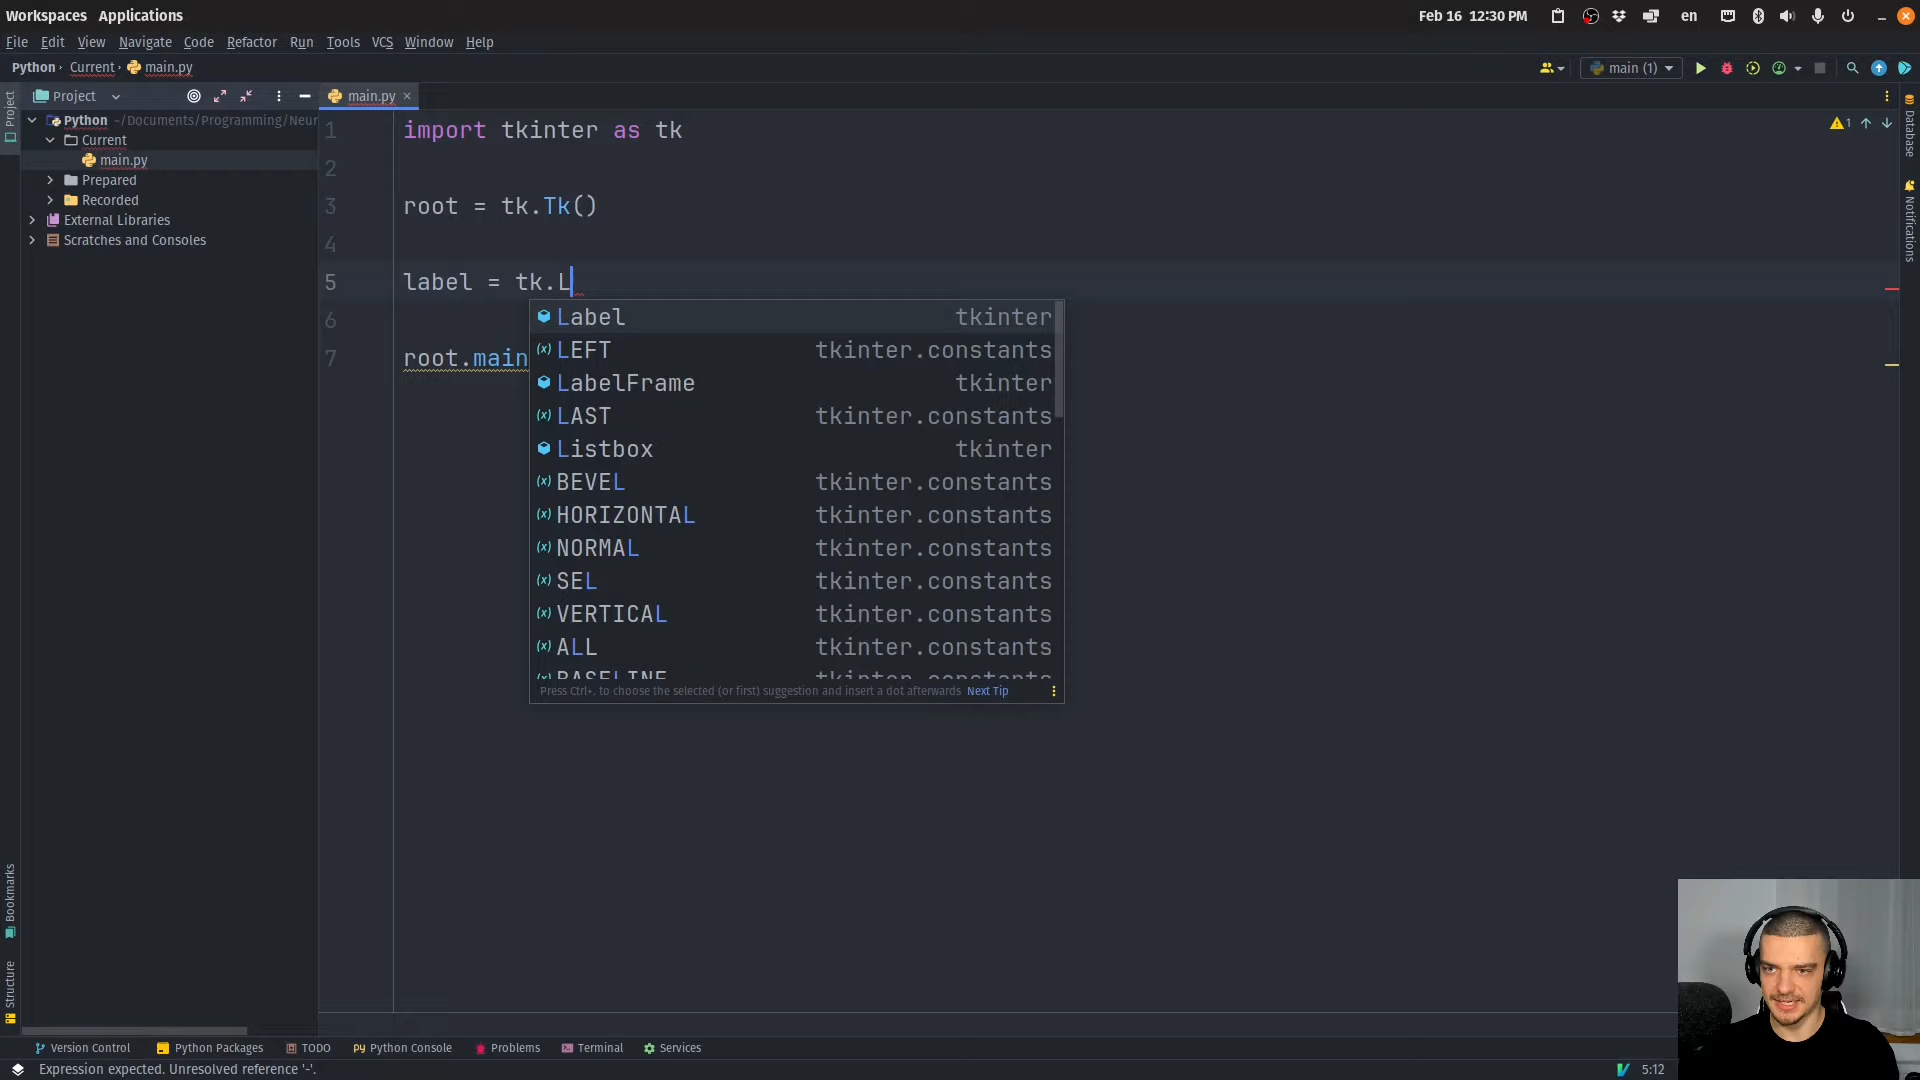 Workspaces Applications
Feb 16 12:30 PM
en
File Edit View Navigate Code Refactor Run Tools VCS Window Help
Python › Current › main.py
main (1)
Project
main.py
Python ~/Documents/Programming/Neur
Current
main.py
Prepared
Recorded
External Libraries
Scratches and Consoles
Project
Bookmarks
Structure
1 import tkinter as tk
2
3 root = tk.Tk()
4
5 label = tk.L
6
7 root.main
1
Label tkinter
LEFT tkinter.constants
LabelFrame tkinter
LAST tkinter.constants
Listbox tkinter
BEVEL tkinter.constants
HORIZONTAL tkinter.constants
NORMAL tkinter.constants
SEL tkinter.constants
VERTICAL tkinter.constants
ALL tkinter.constants
BASELINE tkinter.constants
Press Ctrl+. to choose the selected (or first) suggestion and insert a dot afterwards Next Tip
Database
Notifications
Version Control Python Packages TODO Python Console Problems Terminal Services
Expression expected. Unresolved reference '-'.
5:12